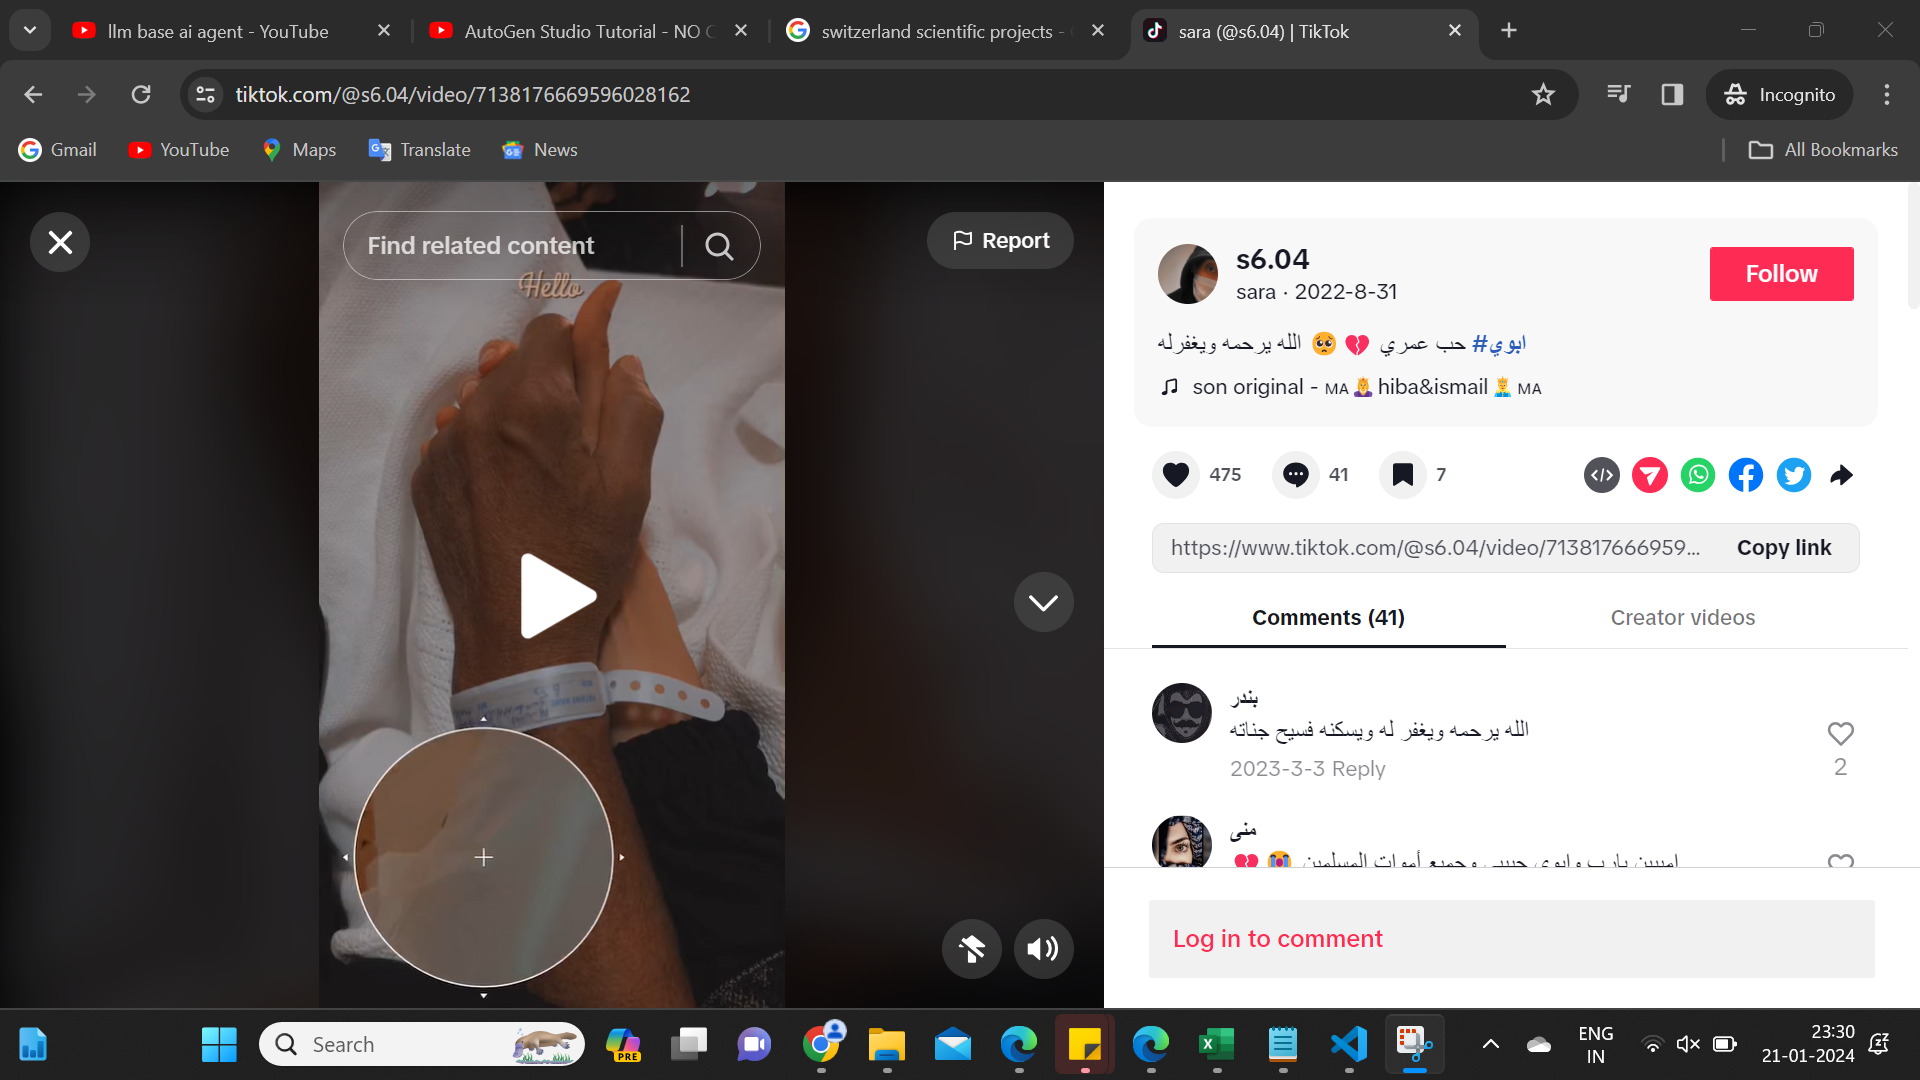 llm base ai agent - YouTube
AutoGen Studio Tutorial - NO C
switzerland scientific projects -
sara (@s6.04) | TikTok
tiktok.com/@s6.04/video/7138176669596028162
Incognito
Gmail
YouTube
Maps
Translate
News
All Bookmarks
Find related content
Report
Hello
s6.04
sara · 2022-8-31
Follow
#ابوي حب عمري 💔 🥺 الله يرحمه ويغفرله
son original - ᴍᴀ👸hiba&ismail🤴ᴍᴀ
475
41
7
https://www.tiktok.com/@s6.04/video/713817666959...
Copy link
Comments (41)
Creator videos
بندر
الله يرحمه ويغفر له ويسكنه فسيح جناته
2023-3-3 Reply
2
منى
امييين يارب وابوي حبيبي وجميع أموات المسلمين 😭 💔
Log in to comment
Search
PRE
ENG
IN
23:30
21-01-2024